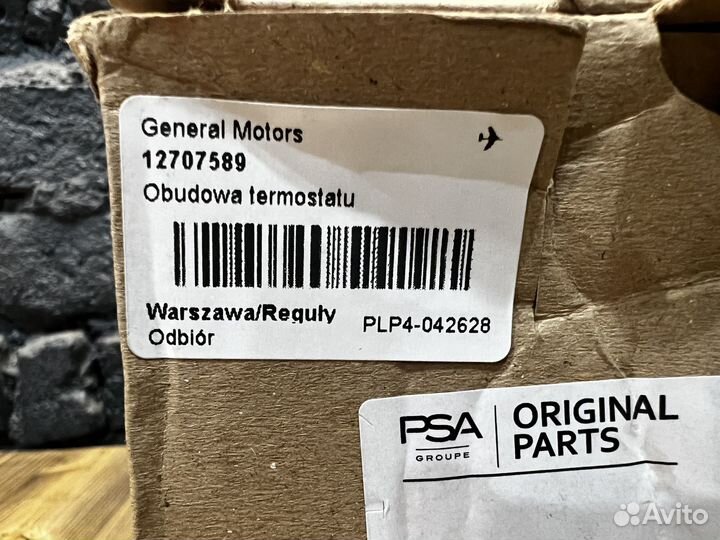 General Motors
12707589
Obudowa termostatu
Warszawa/Reguły
Odbiór
PLP4-042628
PSA
GROUPE
ORIGINAL
PARTS
Avito